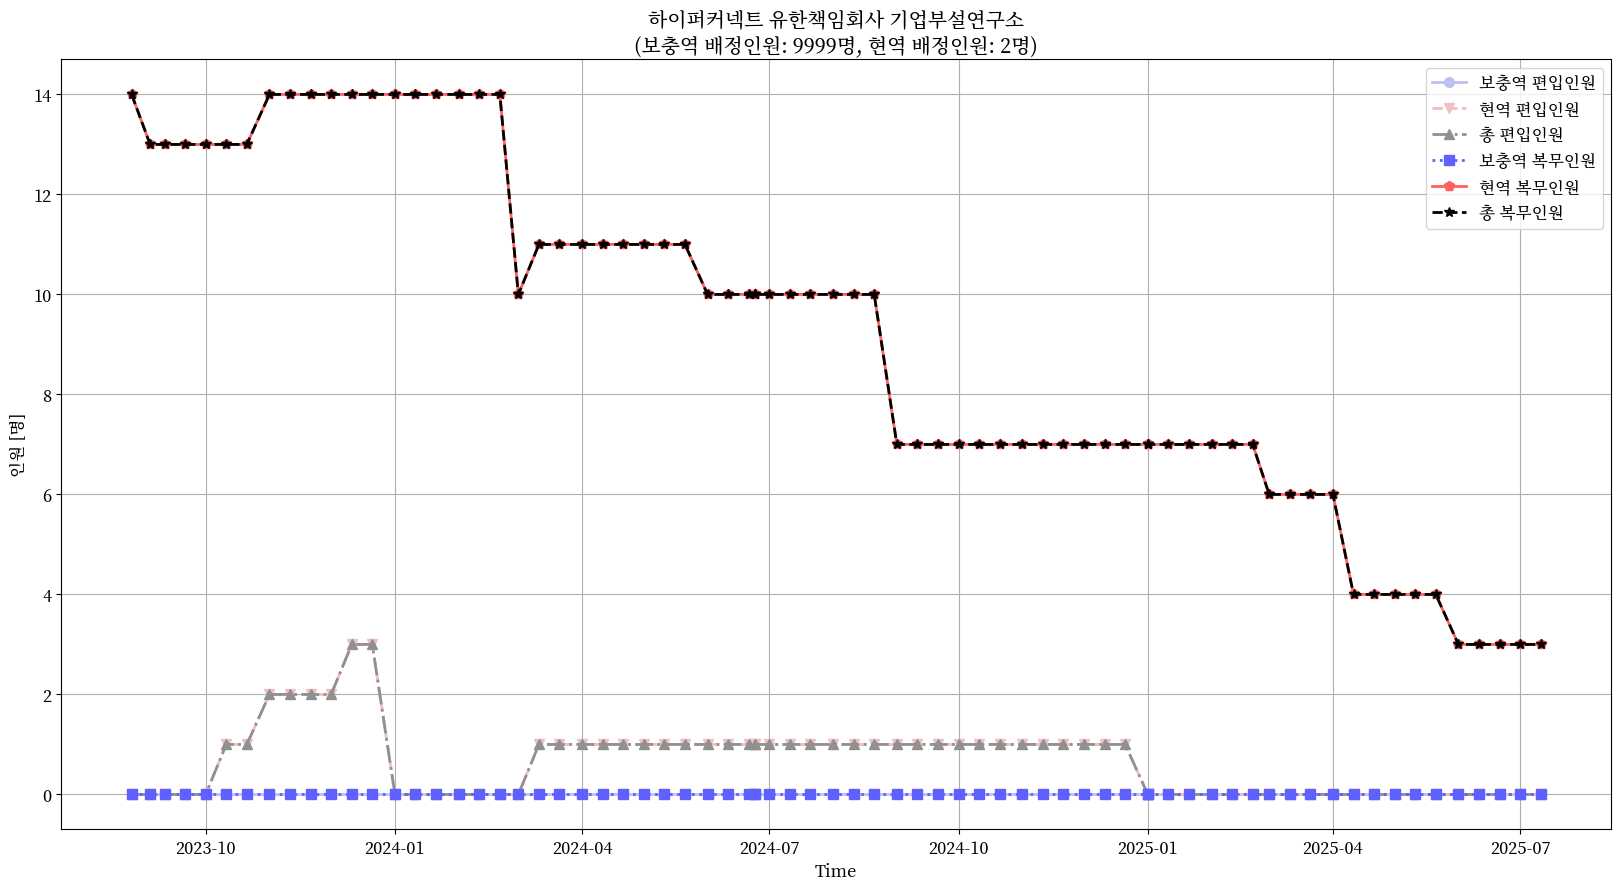 하이퍼커넥트 유한책임회사 기업부설연구소
(보충역 배정인원: 9999명, 현역 배정인원: 2명)
보충역 편입인원
현역 편입인원
총 편입인원
보충역 복무인원
현역 복무인원
총 복무인원
14
12
10
8
6
4
2
0
인원 [명]
2023-10
2024-01
2024-04
2024-07
2024-10
2025-01
2025-04
2025-07
Time